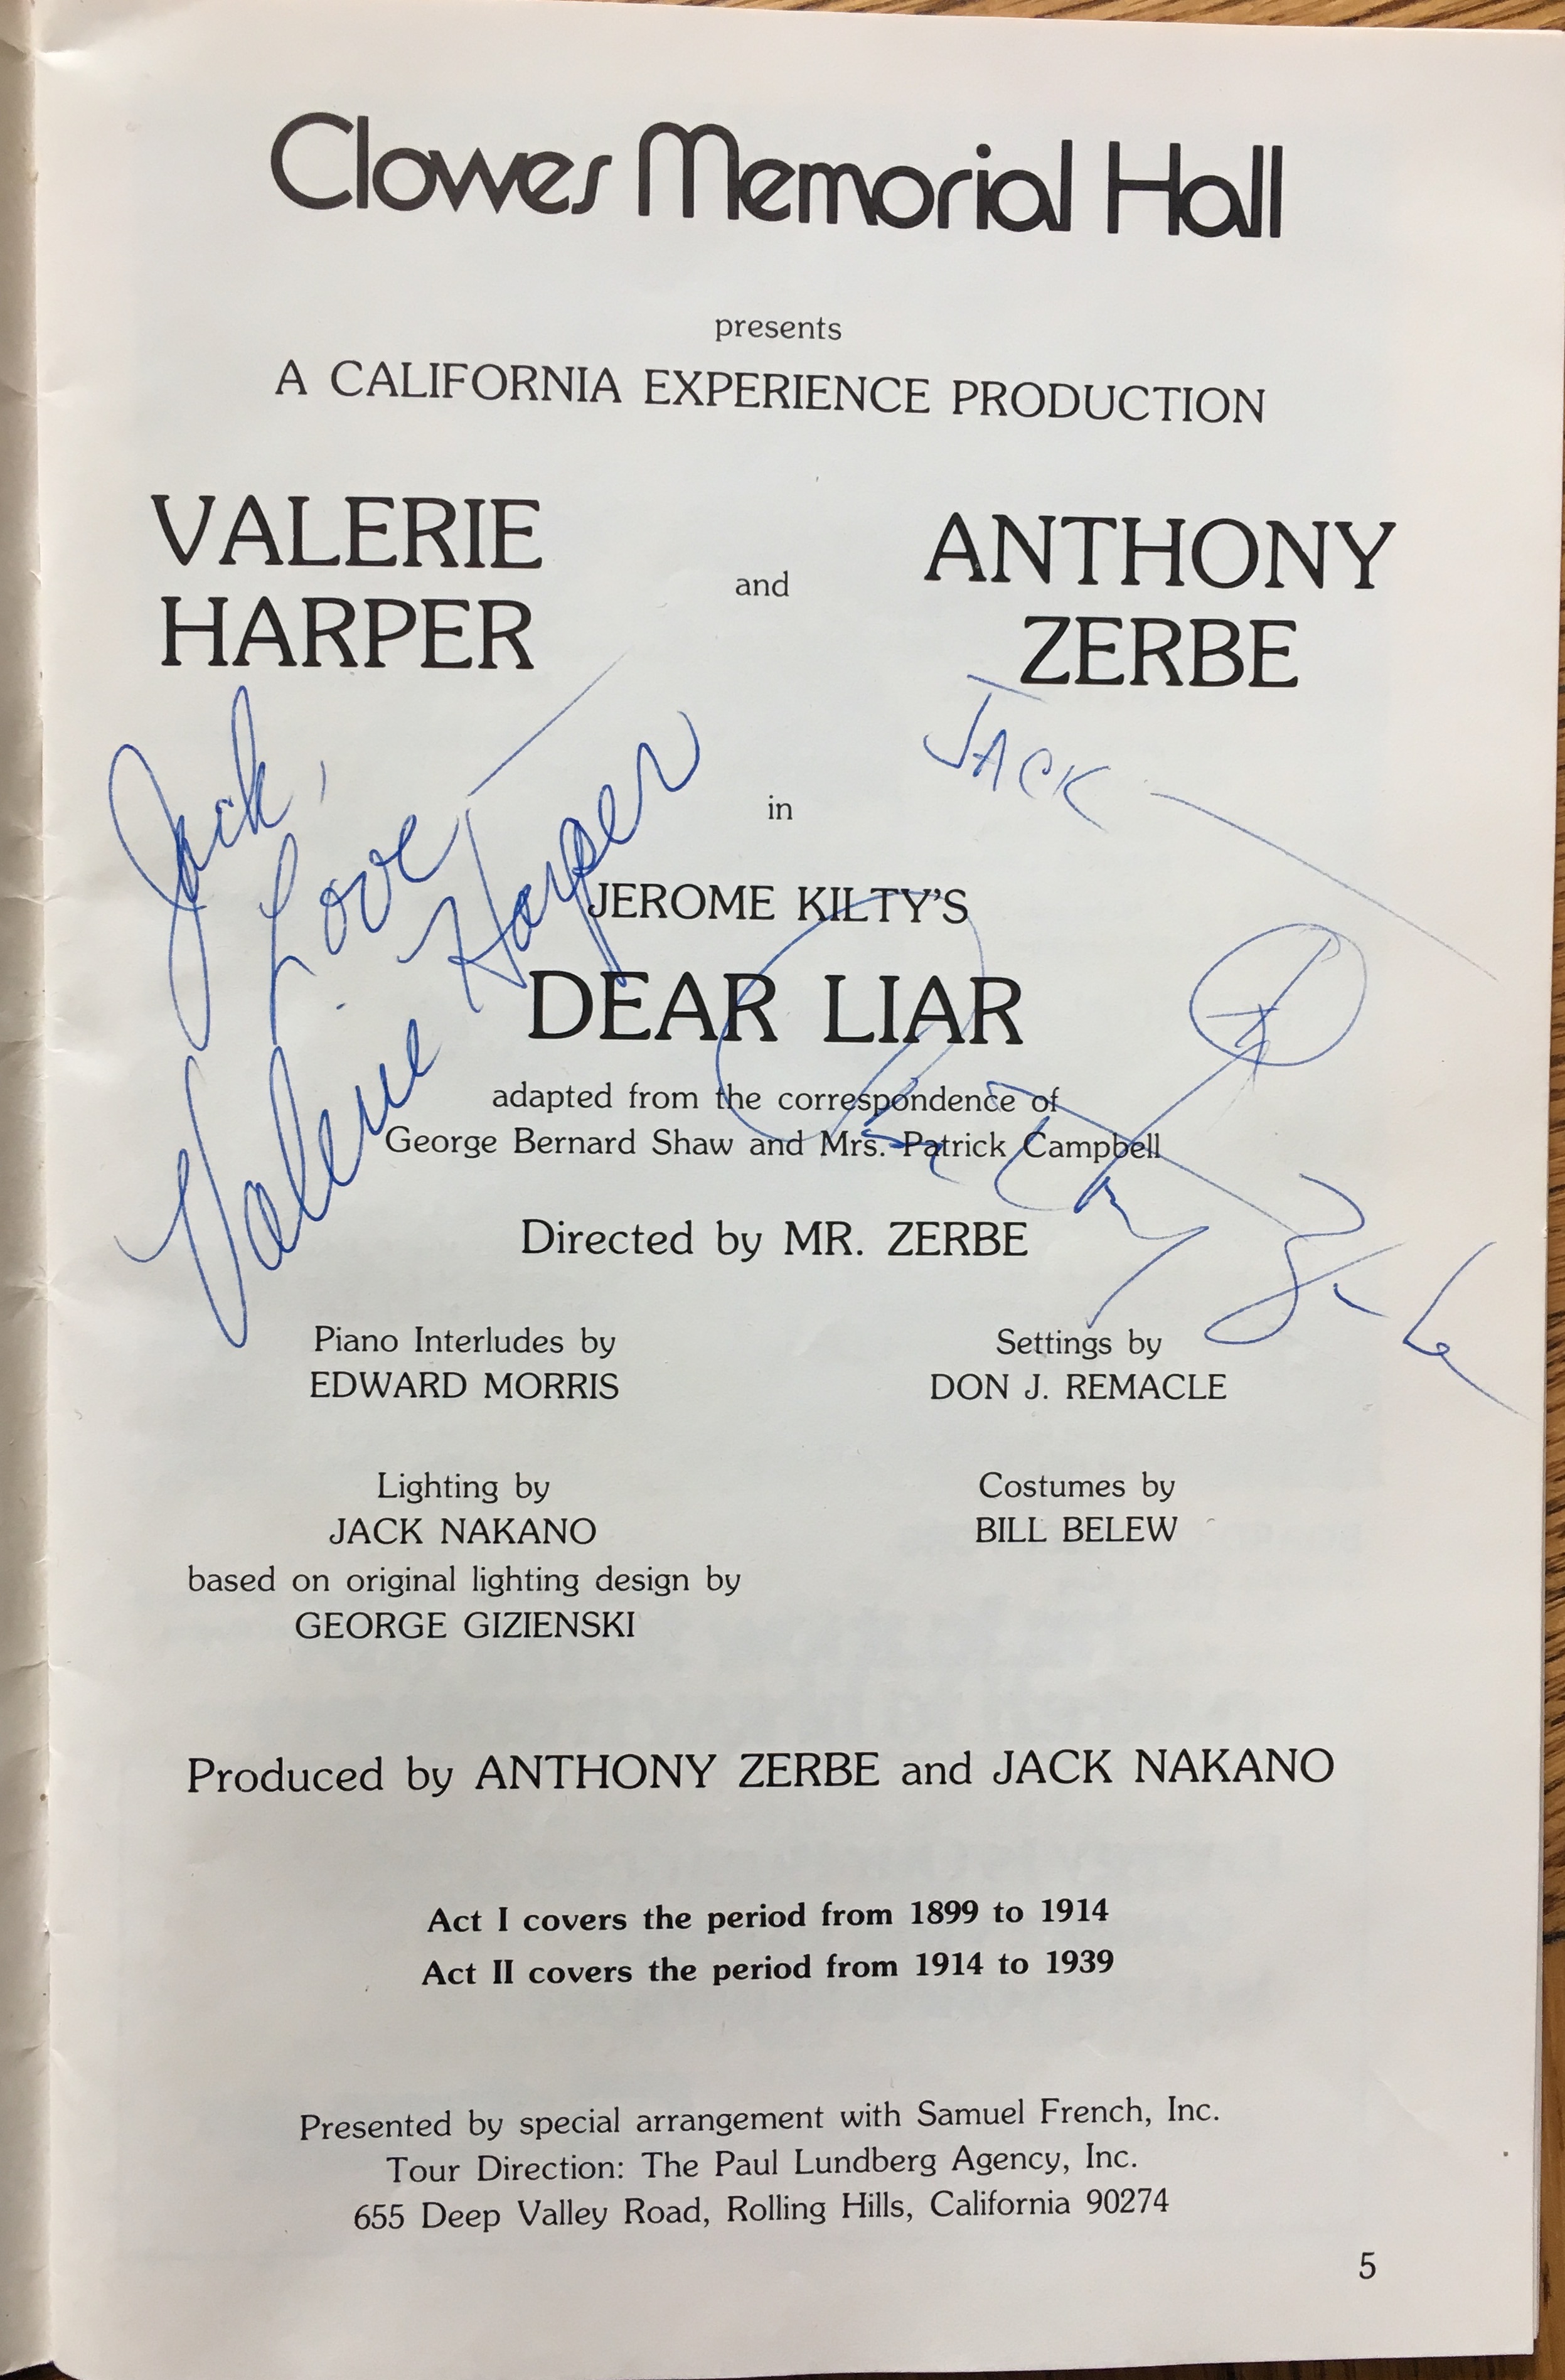 Clowes Memorial Hall
presents
A CALIFORNIA EXPERIENCE PRODUCTION
VALERIE HARPER
and
ANTHONY ZERBE
Jack,
Love
Valerie Harper
JACK —
in
JEROME KILTY'S
DEAR LIAR
adapted from the correspondence of
George Bernard Shaw and Mrs. Patrick Campbell
Anthony Zerbe
Directed by MR. ZERBE
Piano Interludes by
EDWARD MORRIS
Settings by
DON J. REMACLE
Lighting by
JACK NAKANO
based on original lighting design by
GEORGE GIZIENSKI
Costumes by
BILL BELEW
Produced by ANTHONY ZERBE and JACK NAKANO
Act I covers the period from 1899 to 1914
Act II covers the period from 1914 to 1939
Presented by special arrangement with Samuel French, Inc.
Tour Direction: The Paul Lundberg Agency, Inc.
655 Deep Valley Road, Rolling Hills, California 90274
5